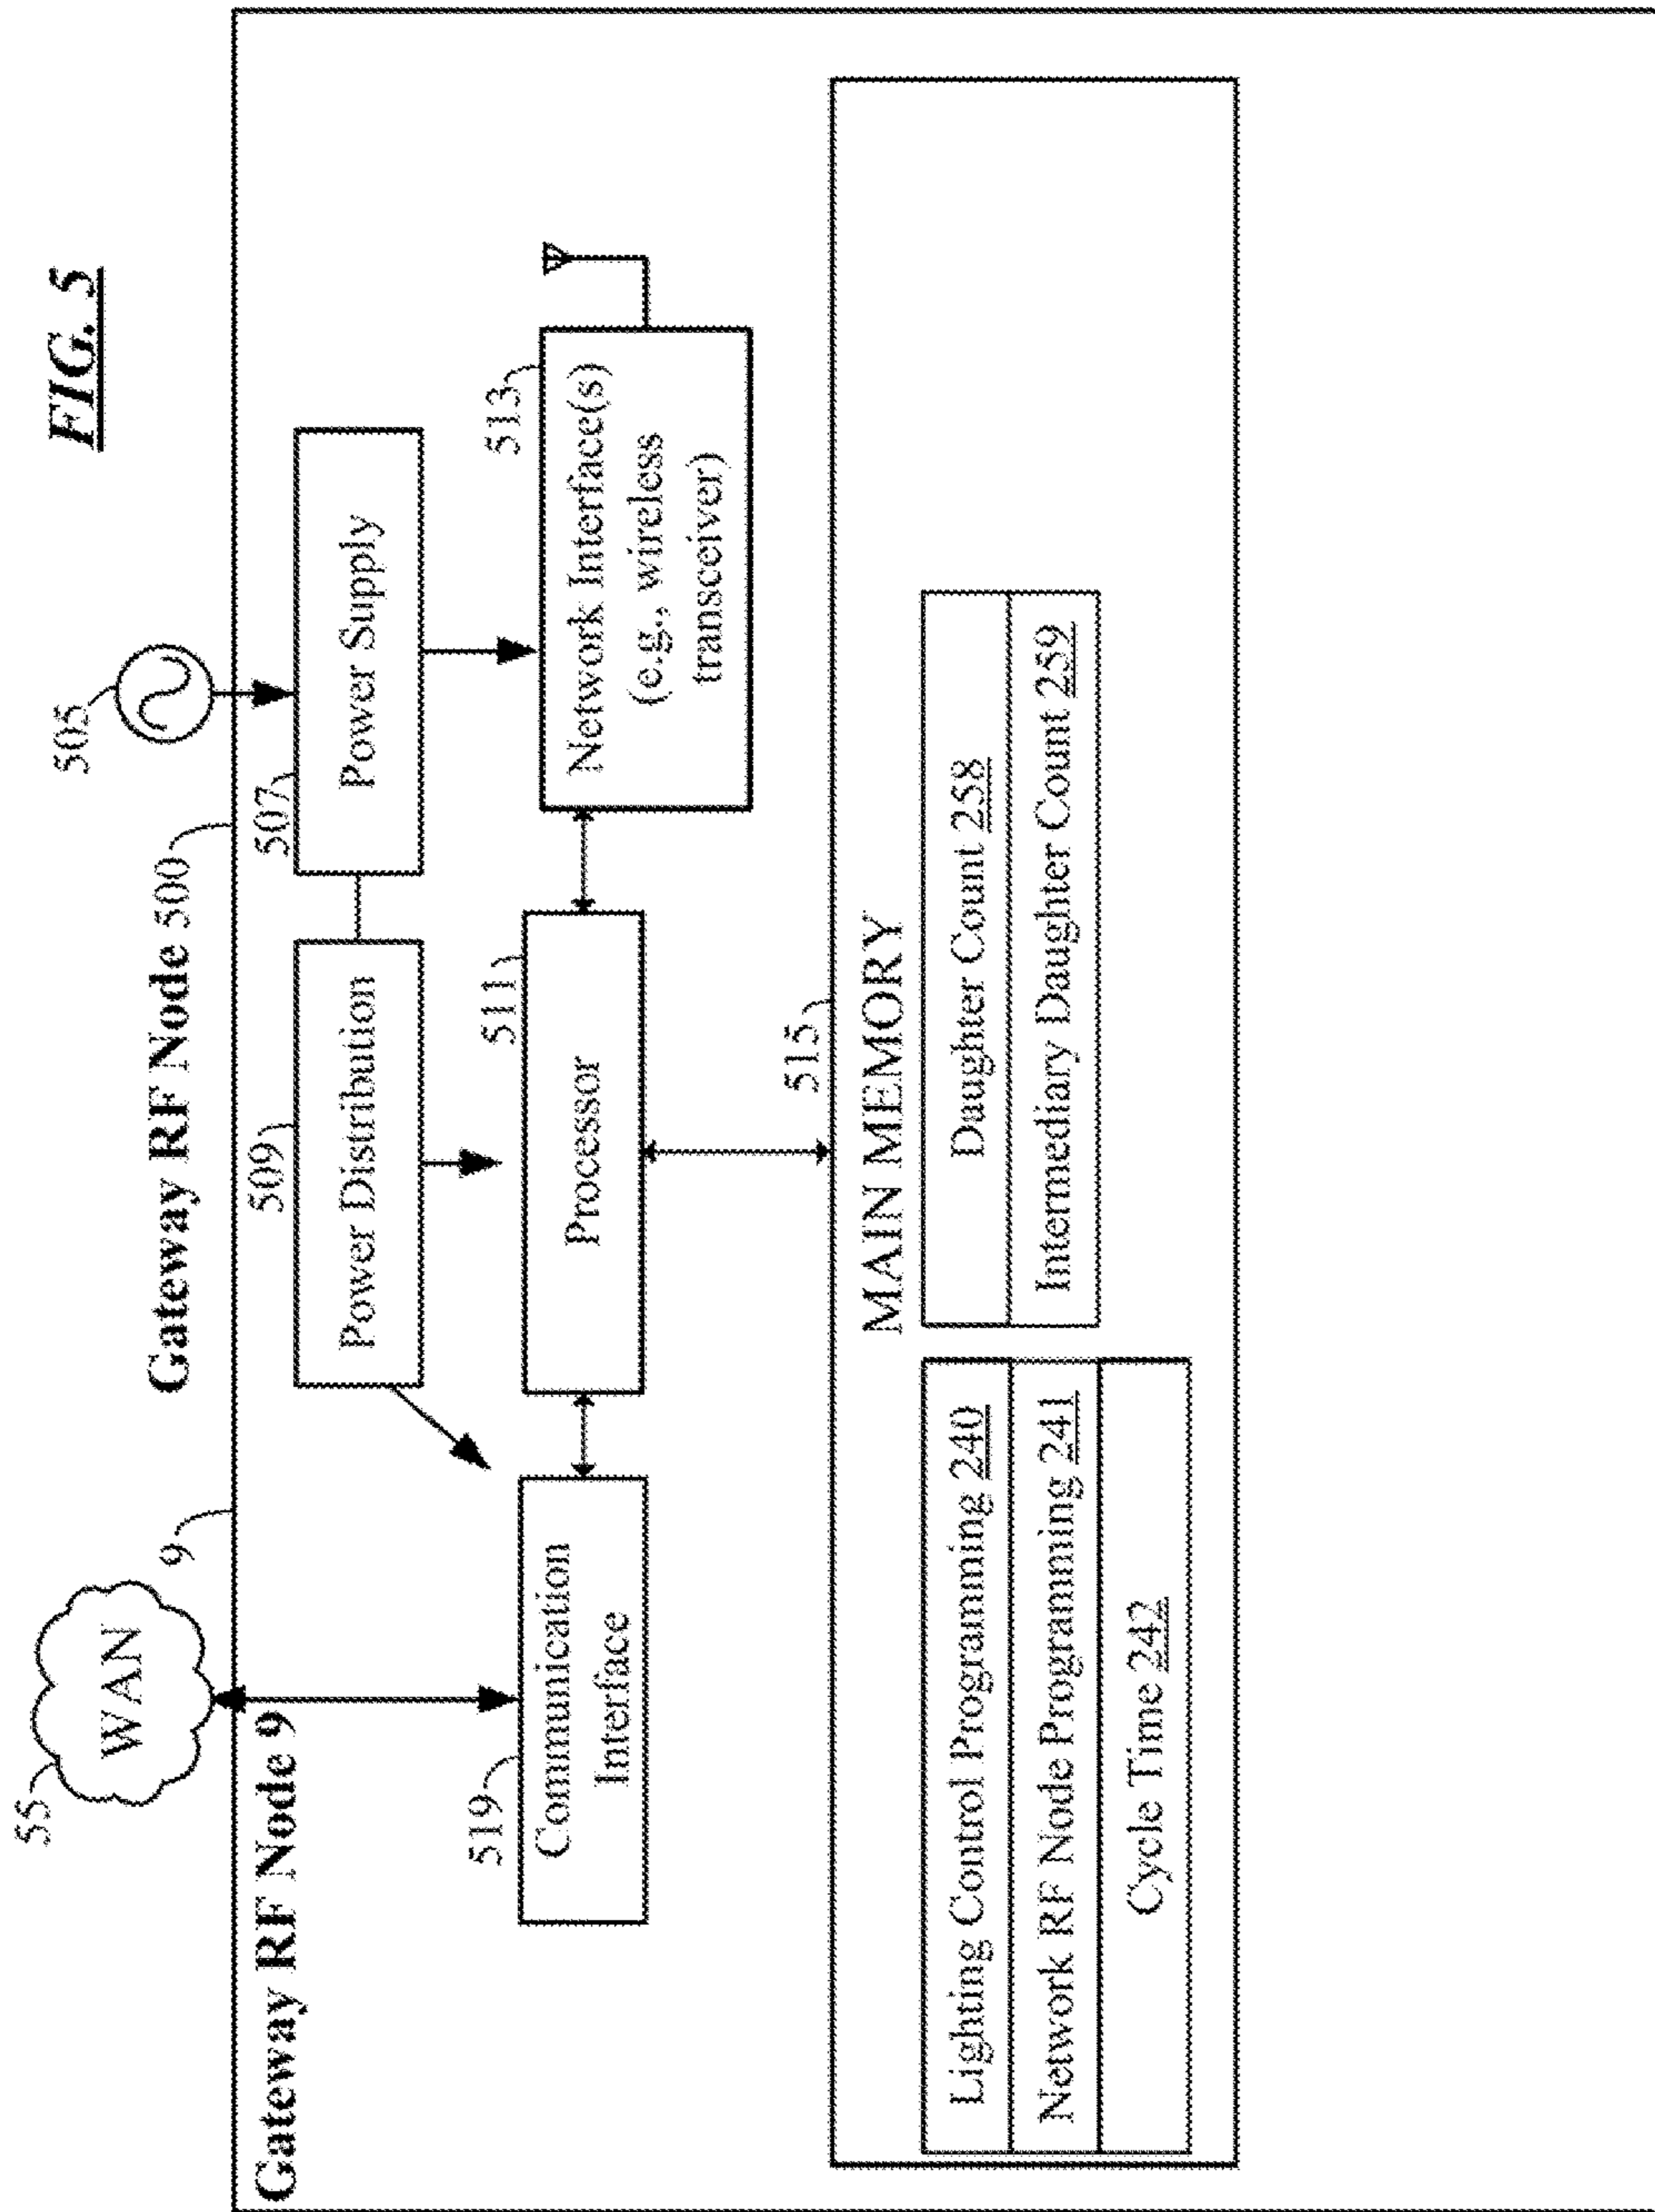 FIG. 5
55
WAN
505
Gateway RF Node 500
9
Gateway RF Node 9
509
507
Power Distribution
Power Supply
519
511
513
Communication
Interface
Processor
Network Interface(s)
(e.g., wireless
transceiver)
515
MAIN MEMORY
Lighting Control Programming 240
Network RF Node Programming 241
Cycle Time 242
Daughter Count 258
Intermediary Daughter Count 259